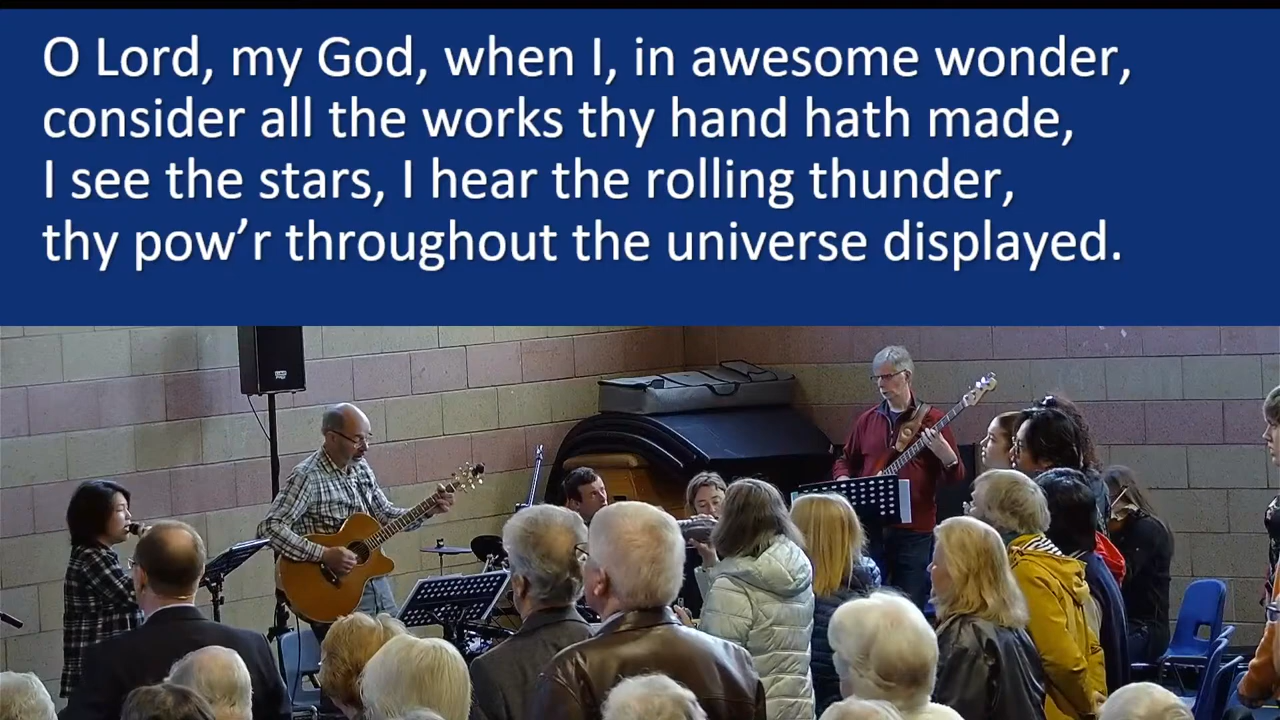 O Lord, my God, when I, in awesome wonder,
consider all the works thy hand hath made,
I see the stars, I hear the rolling thunder,
thy pow’r throughout the universe displayed.